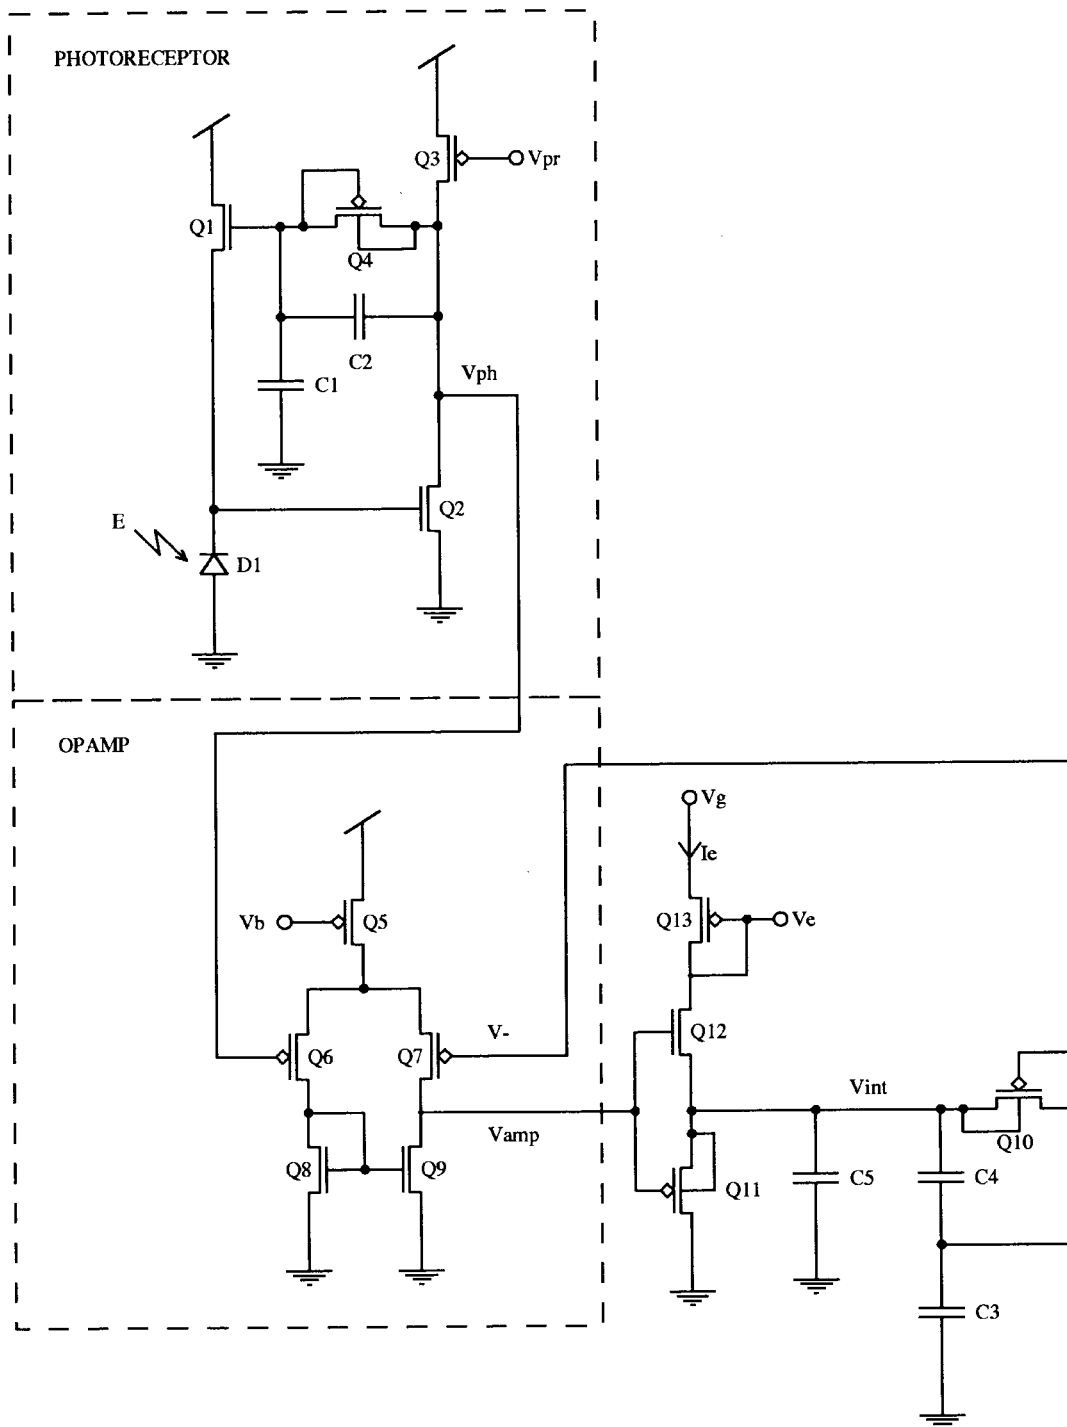 PHOTORECEPTOR
Q3
Vpr
Q1
Q4
C2
C1
Vph
Q2
E
D1
OPAMP
Vg
Ie
Vb
Q5
Q13
Ve
Q6
Q7
V-
Q12
Vamp
Vint
Q10
Q8
Q9
Q11
C5
C4
C3